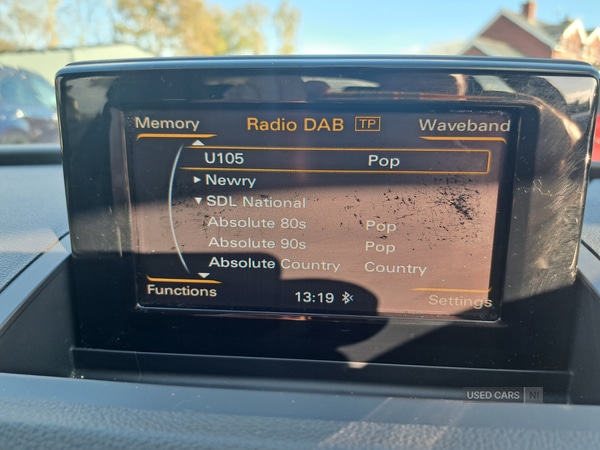 Memory Radio DAB TP Waveband
U105 Pop
Newry
SDL National
Absolute 80s Pop
Absolute 90s Pop
Absolute Country Country
Functions 13:19 Settings
USED CARS NI